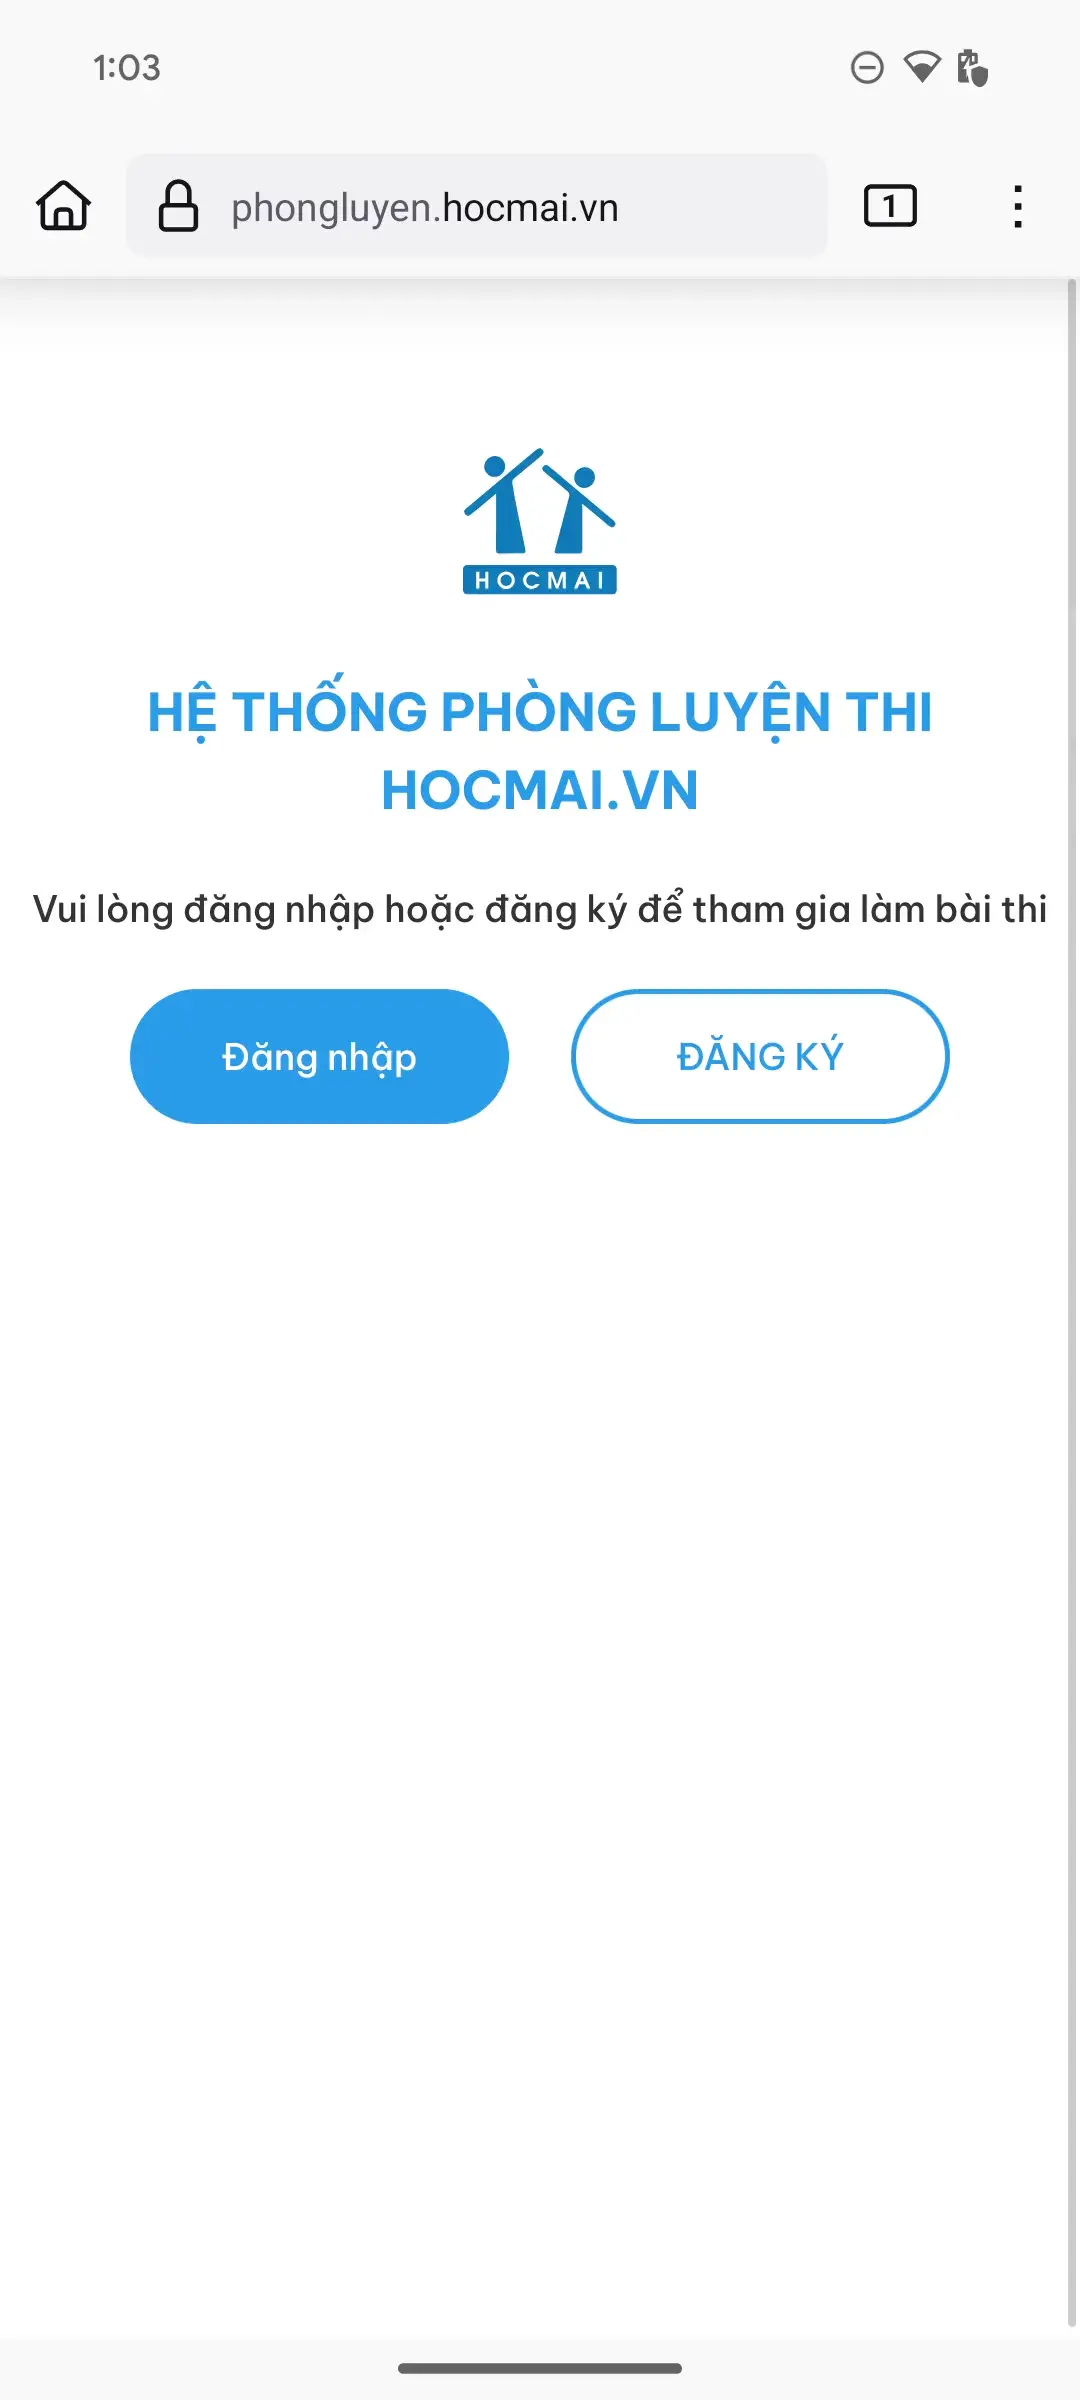 1:03
phongluyen.hocmai.vn
1
HOCMAI
HỆ THỐNG PHÒNG LUYỆN THI
HOCMAI.VN
Vui lòng đăng nhập hoặc đăng ký để tham gia làm bài thi
Đăng nhập
ĐĂNG KÝ